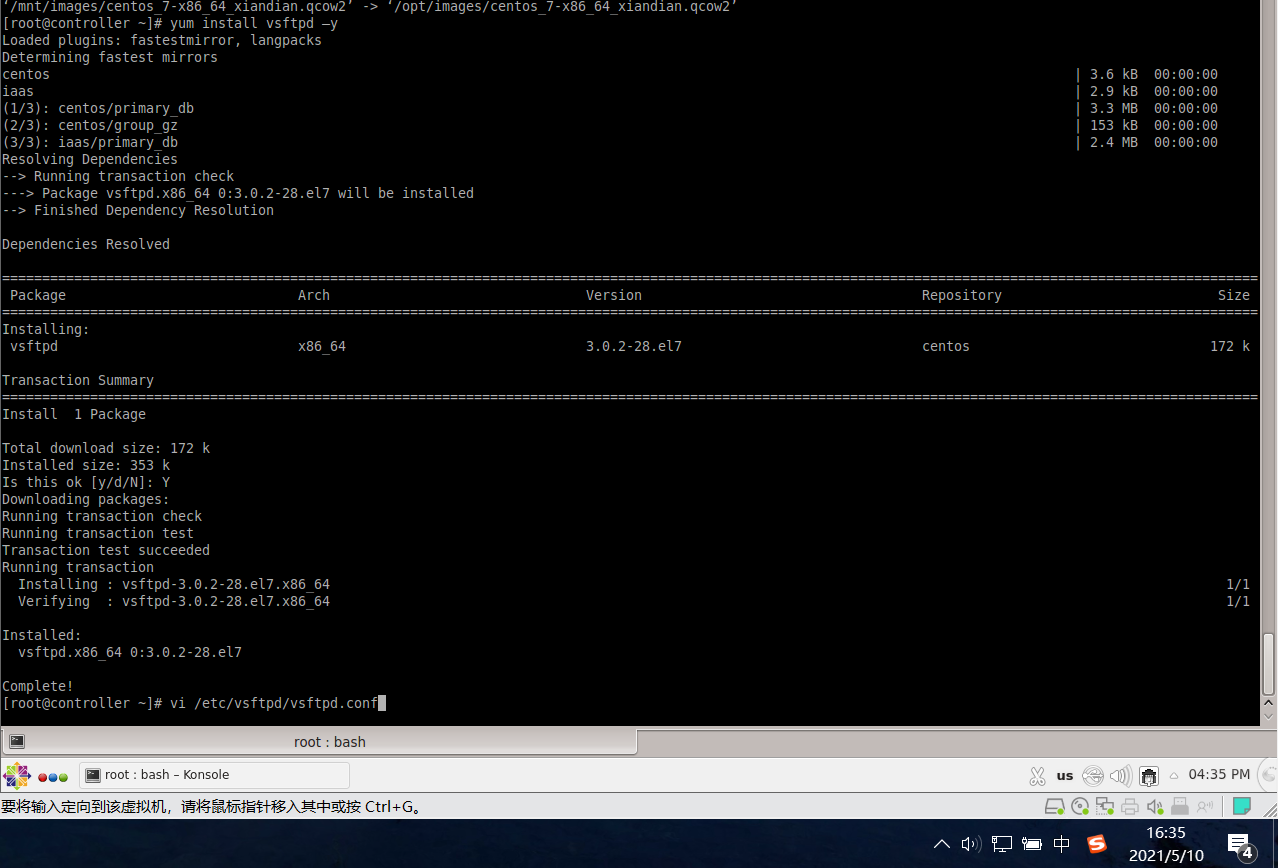 ‘/mnt/images/centos_7-x86_64_xiandian.qcow2’ -> ‘/opt/images/centos_7-x86_64_xiandian.qcow2’
[root@controller ~]# yum install vsftpd –y
Loaded plugins: fastestmirror, langpacks
Determining fastest mirrors
centos | 3.6 kB 00:00:00
iaas | 2.9 kB 00:00:00
(1/3): centos/primary_db | 3.3 MB 00:00:00
(2/3): centos/group_gz | 153 kB 00:00:00
(3/3): iaas/primary_db | 2.4 MB 00:00:00
Resolving Dependencies
--> Running transaction check
---> Package vsftpd.x86_64 0:3.0.2-28.el7 will be installed
--> Finished Dependency Resolution
Dependencies Resolved
Package Arch Version Repository Size
Installing:
vsftpd x86_64 3.0.2-28.el7 centos 172 k
Transaction Summary
Install 1 Package
Total download size: 172 k
Installed size: 353 k
Is this ok [y/d/N]: Y
Downloading packages:
Running transaction check
Running transaction test
Transaction test succeeded
Running transaction
Installing : vsftpd-3.0.2-28.el7.x86_64 1/1
Verifying : vsftpd-3.0.2-28.el7.x86_64 1/1
Installed:
vsftpd.x86_64 0:3.0.2-28.el7
Complete!
[root@controller ~]# vi /etc/vsftpd/vsftpd.conf
root : bash
root : bash – Konsole
us
04:35 PM
要将输入定向到该虚拟机，请将鼠标指针移入其中或按 Ctrl+G。
中
16:35
2021/5/10
4